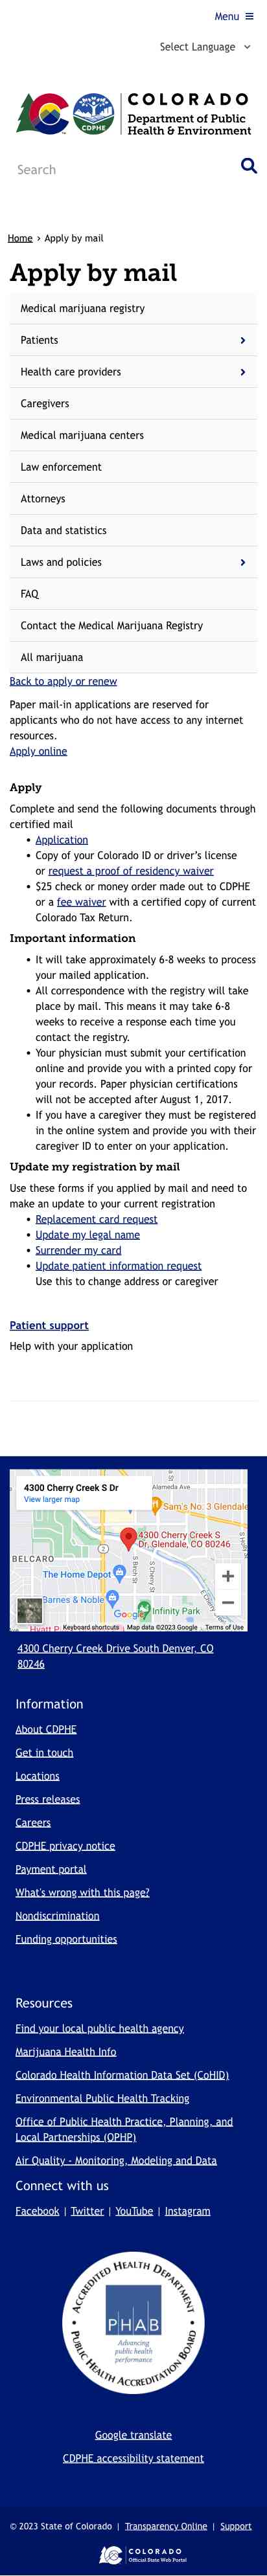 Menu
Select Language
CDPHE
COLORADO
Department of Public
Health & Environment
Search
Home › Apply by mail
Apply by mail
Medical marijuana registry
Patients
Health care providers
Caregivers
Medical marijuana centers
Law enforcement
Attorneys
Data and statistics
Laws and policies
FAQ
Contact the Medical Marijuana Registry
All marijuana
Back to apply or renew
Paper mail-in applications are reserved for
applicants who do not have access to any internet
resources.
Apply online
Apply
Complete and send the following documents through
certified mail
• Application
• Copy of your Colorado ID or driver's license
or request a proof of residency waiver
• $25 check or money order made out to CDPHE
or a fee waiver with a certified copy of current
Colorado Tax Return.
Important information
• It will take approximately 6-8 weeks to process
your mailed application.
• All correspondence with the registry will take
place by mail. This means it may take 6-8
weeks to receive a response each time you
contact the registry.
• Your physician must submit your certification
online and provide you with a printed copy for
your records. Paper physician certifications
will not be accepted after August 1, 2017.
• If you have a caregiver they must be registered
in the online system and provide you with their
caregiver ID to enter on your application.
Update my registration by mail
Use these forms if you applied by mail and need to
make an update to your current registration
• Replacement card request
• Update my legal name
• Surrender my card
• Update patient information request
Use this to change address or caregiver
Patient support
Help with your application
4300 Cherry Creek S Dr
View larger map
Alameda Ave
Sam's No. 3 Glendale
4300 Cherry Creek S
Dr, Glendale, CO 80246
BELCARO
2
The Home Depot
S Birch St
S Cherry St
Barnes & Noble
Infinity Park
Google
Hyatt P
Keyboard shortcuts Map data ©2023 Google Terms of Use
4300 Cherry Creek Drive South Denver, CO
80246
Information
About CDPHE
Get in touch
Locations
Press releases
Careers
CDPHE privacy notice
Payment portal
What's wrong with this page?
Nondiscrimination
Funding opportunities
Resources
Find your local public health agency
Marijuana Health Info
Colorado Health Information Data Set (CoHID)
Environmental Public Health Tracking
Office of Public Health Practice, Planning, and
Local Partnerships (OPHP)
Air Quality - Monitoring, Modeling and Data
Connect with us
Facebook | Twitter | YouTube | Instagram
ACCREDITED HEALTH DEPARTMENT
PHAB
Advancing
public health
performance
PUBLIC HEALTH ACCREDITATION BOARD
Google translate
CDPHE accessibility statement
© 2023 State of Colorado | Transparency Online | Support
COLORADO
Official State Web Portal